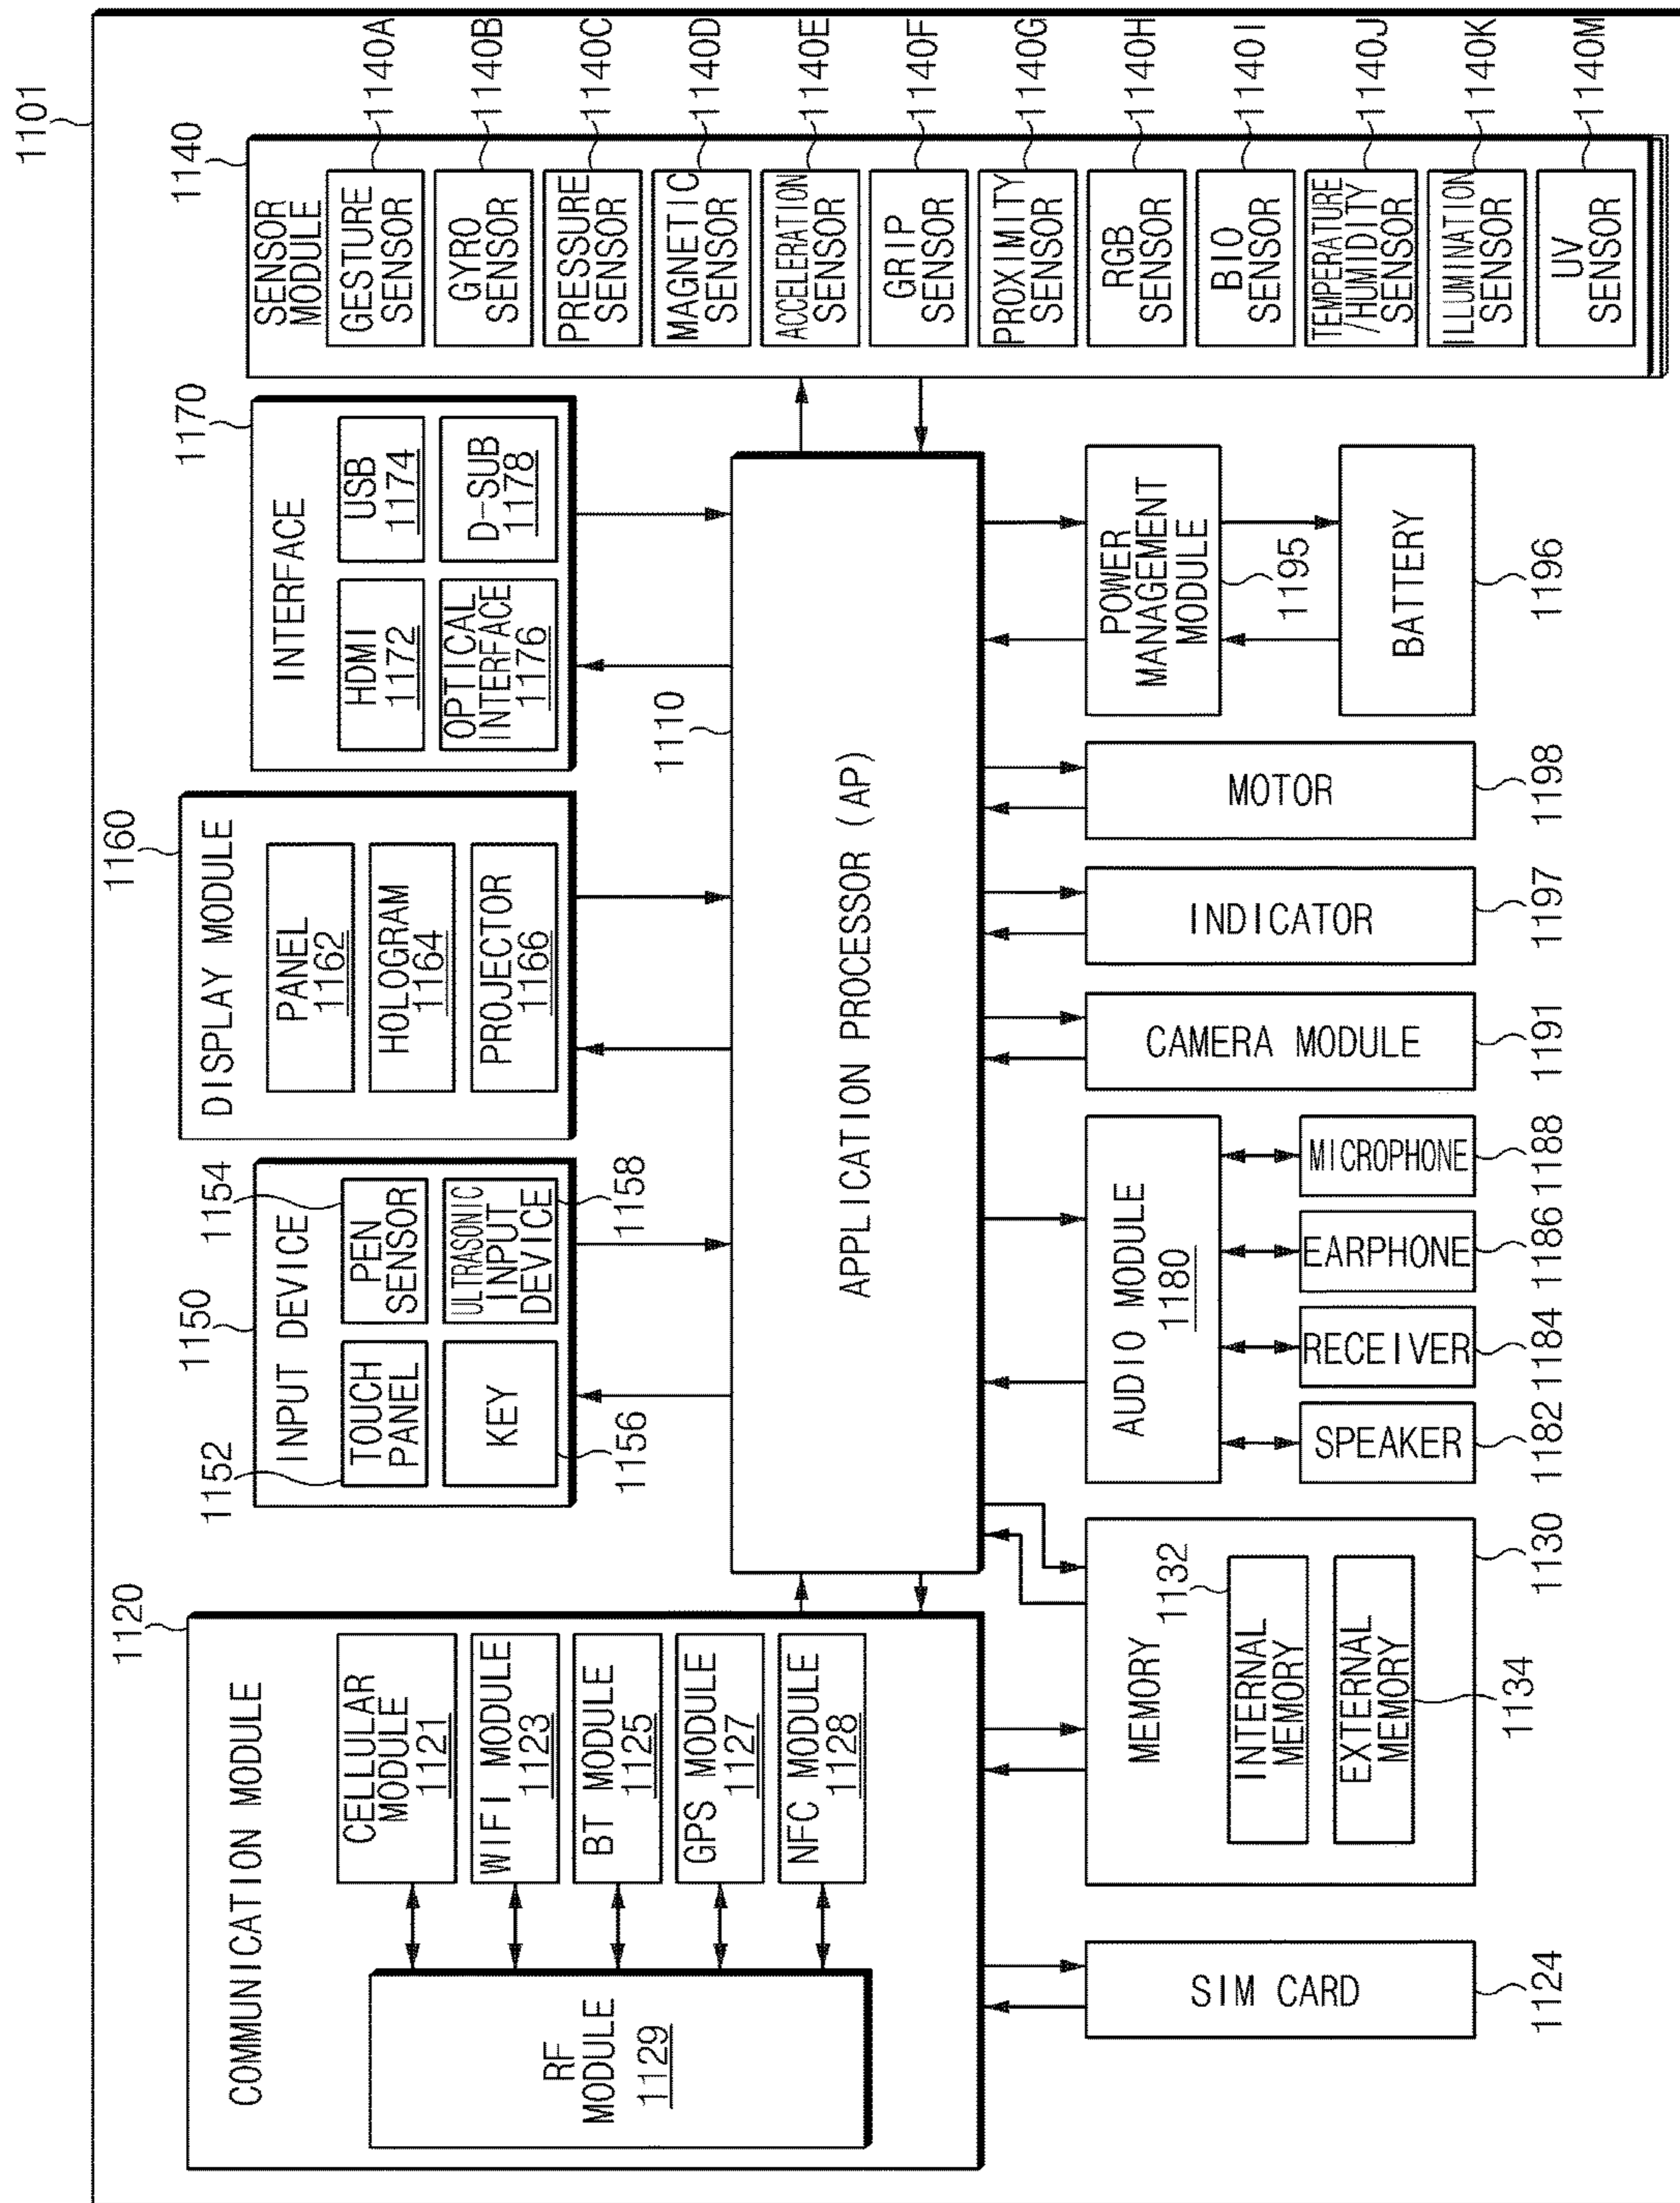 1101
COMMUNICATION MODULE
1120
RF
MODULE
1129
CELLULAR
MODULE
1121
WIFI MODULE
1123
BT MODULE
1125
GPS MODULE
1127
NFC MODULE
1128
INPUT DEVICE
1150
TOUCH
PANEL
1152
PEN
SENSOR
1154
KEY
1156
ULTRASONIC
INPUT
DEVICE
1158
DISPLAY MODULE
1160
PANEL
1162
HOLOGRAM
1164
PROJECTOR
1166
INTERFACE
1170
HDMI
1172
USB
1174
OPTICAL
INTERFACE
1176
D-SUB
1178
SENSOR
MODULE
1140
GESTURE
SENSOR
1140A
GYRO
SENSOR
1140B
PRESSURE
SENSOR
1140C
MAGNETIC
SENSOR
1140D
ACCELERATION
SENSOR
1140E
GRIP
SENSOR
1140F
PROXIMITY
SENSOR
1140G
RGB
SENSOR
1140H
BIO
SENSOR
1140I
TEMPERATURE
/HUMIDITY
SENSOR
1140J
ILLUMINATION
SENSOR
1140K
UV
SENSOR
1140M
APPLICATION PROCESSOR (AP)
1110
SIM CARD
1124
MEMORY
1130
INTERNAL
MEMORY
1132
EXTERNAL
MEMORY
1134
AUDIO MODULE
1180
SPEAKER
1182
RECEIVER
1184
EARPHONE
1186
MICROPHONE
1188
CAMERA MODULE
1191
INDICATOR
1197
MOTOR
1198
POWER
MANAGEMENT
MODULE
1195
BATTERY
1196